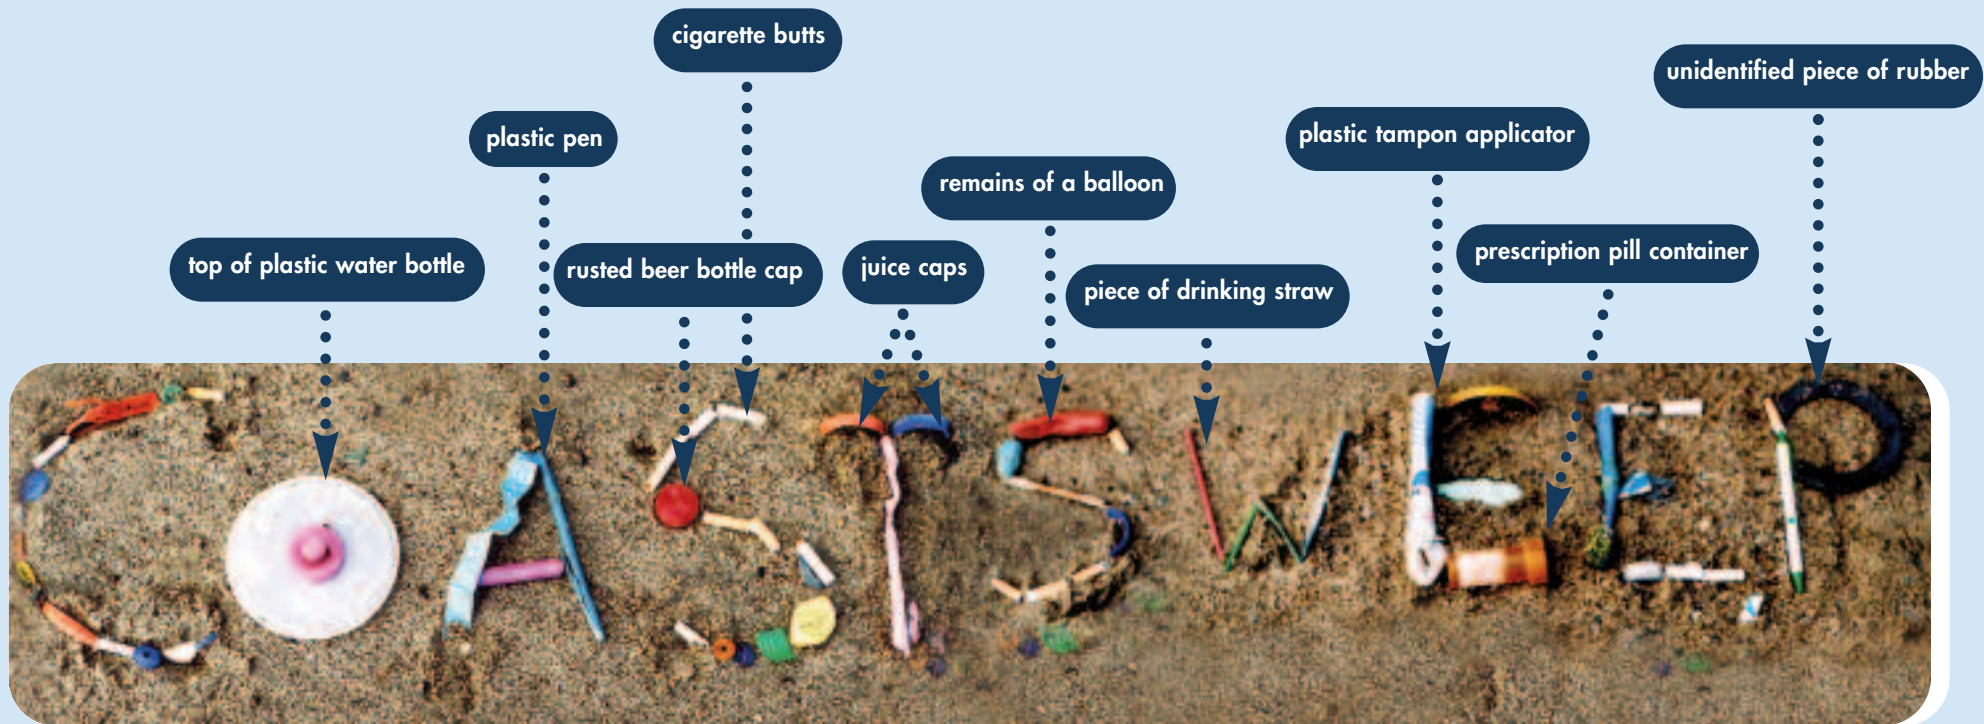 cigarette butts
unidentified piece of rubber
plastic pen
plastic tampon applicator
remains of a balloon
top of plastic water bottle
rusted beer bottle cap
juice caps
piece of drinking straw
prescription pill container
COASTSWEEP